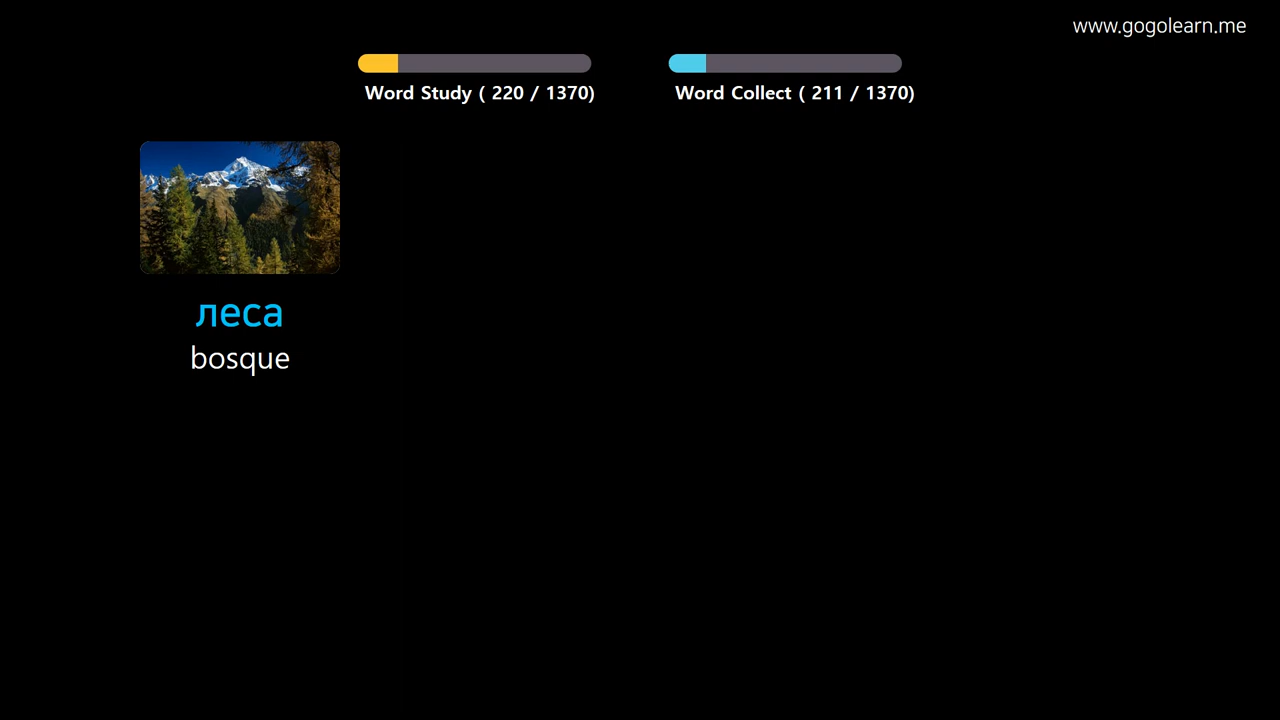 www.gogolearn.me
Word Study ( 220 / 1370)
Word Collect ( 211 / 1370)
леса
bosque